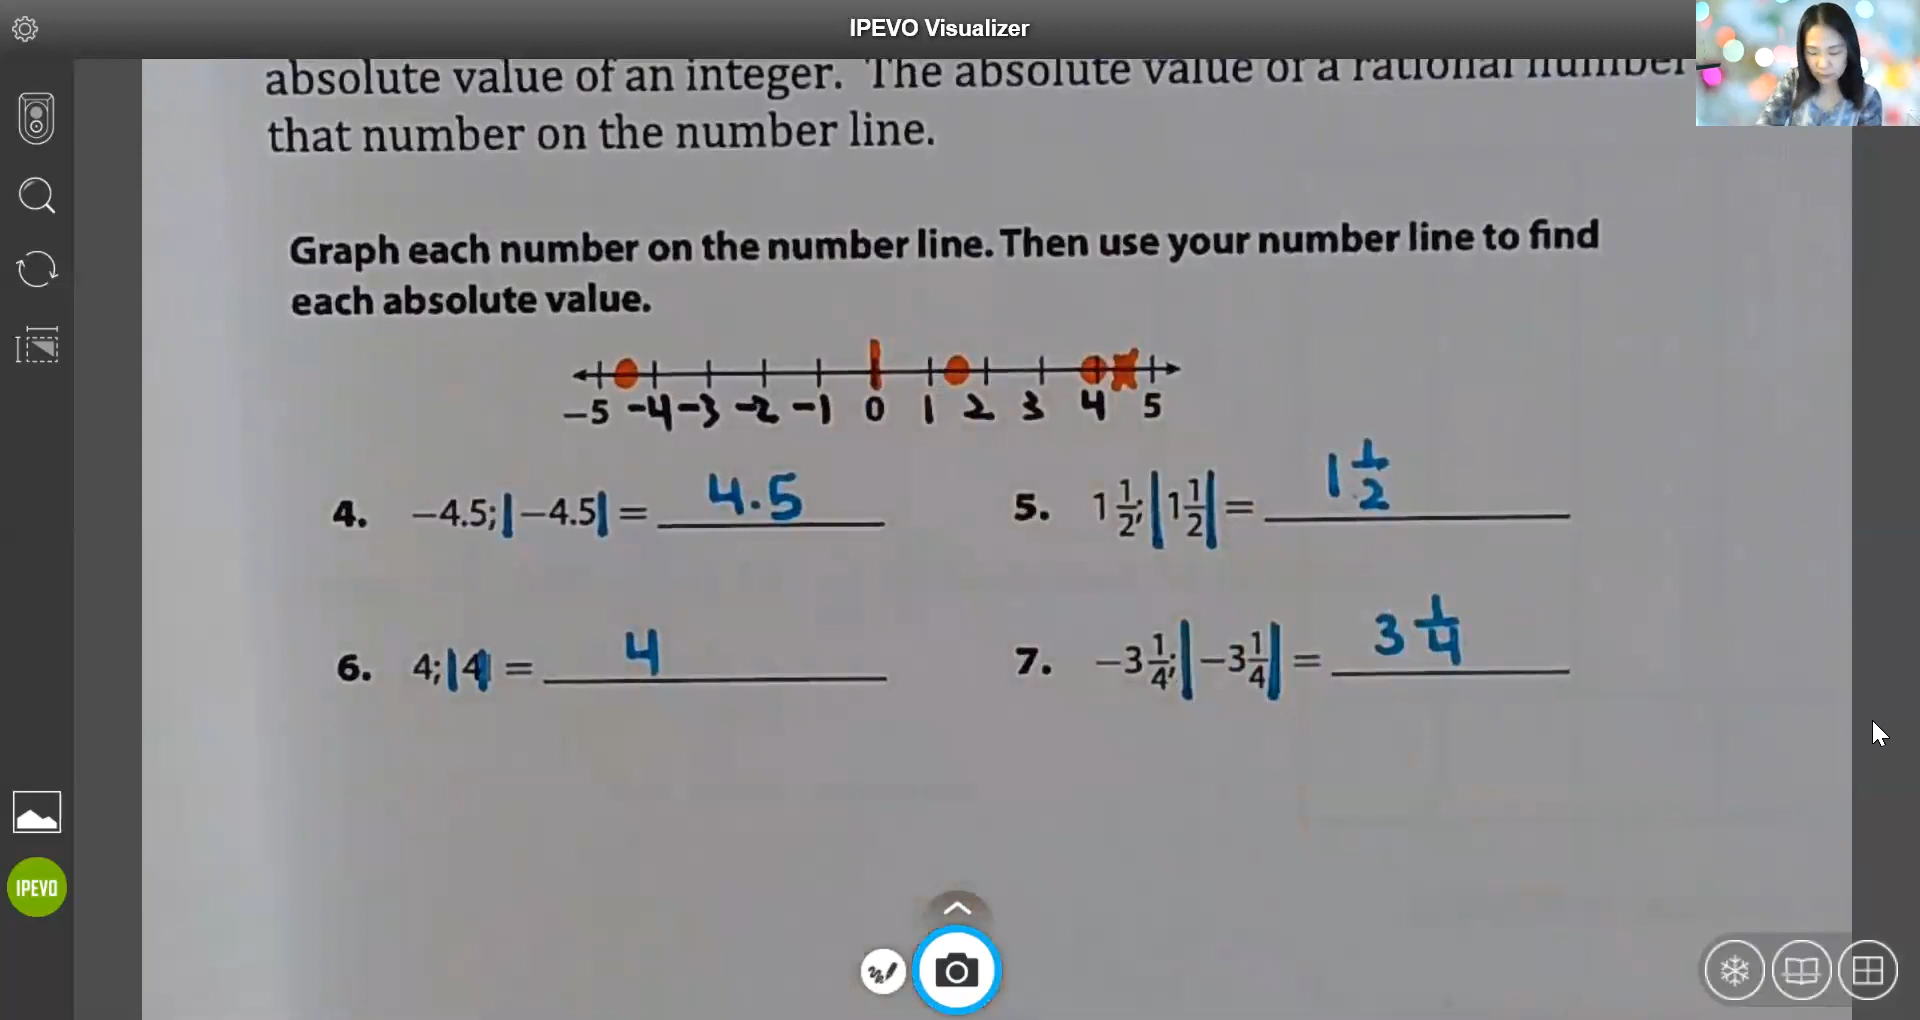 IPEVO Visualizer
absolute value of an integer. The absolute value of a rational number
that number on the number line.
Graph each number on the number line. Then use your number line to find
each absolute value.
−5 -4 -3 -2 -1 0 1 2 3 4 5
4. −4.5; |−4.5| = 4.5
5. 1 1/2; |1 1/2| = 1 1/2
6. 4; |4| = 4
7. −3 1/4; |−3 1/4| = 3 1/4
IPEVO